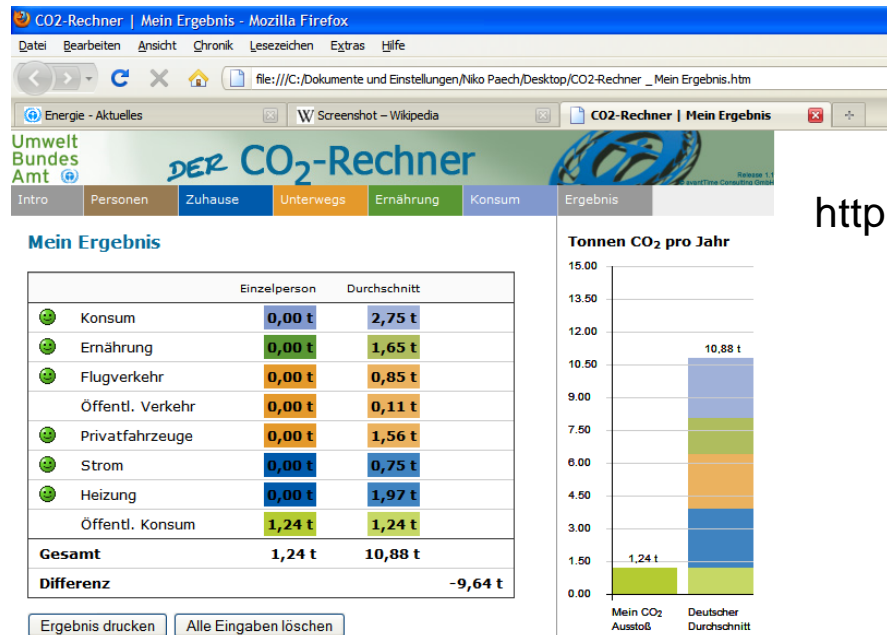 CO2-Rechner | Mein Ergebnis - Mozilla Firefox
Datei Bearbeiten Ansicht Chronik Lesezeichen Extras Hilfe
file:///C:/Dokumente und Einstellungen/Niko Paech/Desktop/CO2-Rechner _ Mein Ergebnis.htm
Energie - Aktuelles
W Screenshot – Wikipedia
CO2-Rechner | Mein Ergebnis
Umwelt
Bundes
Amt
DER CO2-Rechner
Release 1.1
aventTime Consulting GmbH
Intro Personen Zuhause Unterwegs Ernährung Konsum Ergebnis
http
Mein Ergebnis
Einzelperson Durchschnitt
Konsum 0,00 t 2,75 t
Ernährung 0,00 t 1,65 t
Flugverkehr 0,00 t 0,85 t
Öffentl. Verkehr 0,00 t 0,11 t
Privatfahrzeuge 0,00 t 1,56 t
Strom 0,00 t 0,75 t
Heizung 0,00 t 1,97 t
Öffentl. Konsum 1,24 t 1,24 t
Gesamt 1,24 t 10,88 t
Differenz -9,64 t
Ergebnis drucken Alle Eingaben löschen
Tonnen CO2 pro Jahr
15.00
13.50
12.00
10,88 t
10.50
9.00
7.50
6.00
4.50
3.00
1.50
1,24 t
0.00
Mein CO2
Ausstoß
Deutscher
Durchschnitt